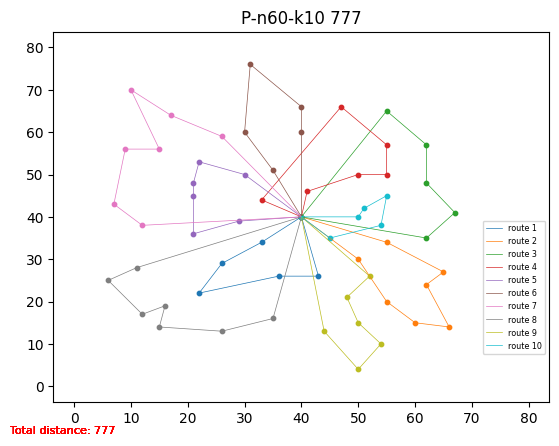 P-n60-k10 777
80
70
60
50
40
30
20
10
0
route 1
route 2
route 3
route 4
route 5
route 6
route 7
route 8
route 9
route 10
0 10 20 30 40 50 60 70 80
Total distance: 777